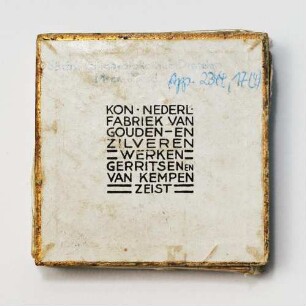 KON · NEDERL-
FABRIEK VAN
GOUDEN-EN
ZILVEREN
WERKEN
GERRITSEN EN
VAN KEMPEN
ZEIST